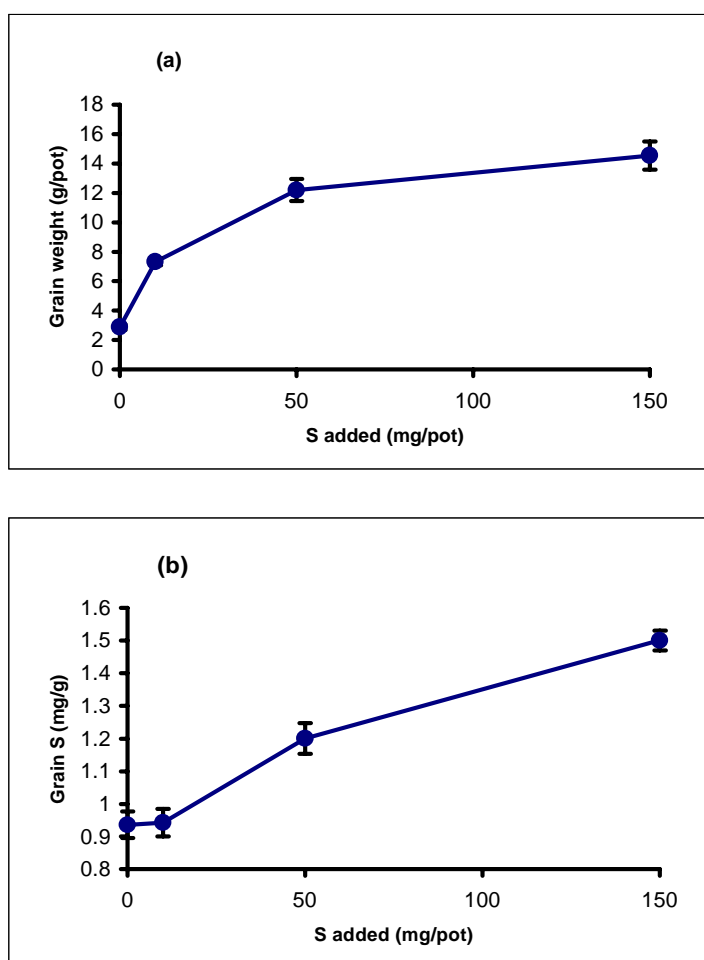 (a)
Grain weight (g/pot)
18
16
14
12
10
8
6
4
2
0
0 50 100 150
S added (mg/pot)
(b)
Grain S (mg/g)
1.6
1.5
1.4
1.3
1.2
1.1
1
0.9
0.8
0 50 100 150
S added (mg/pot)